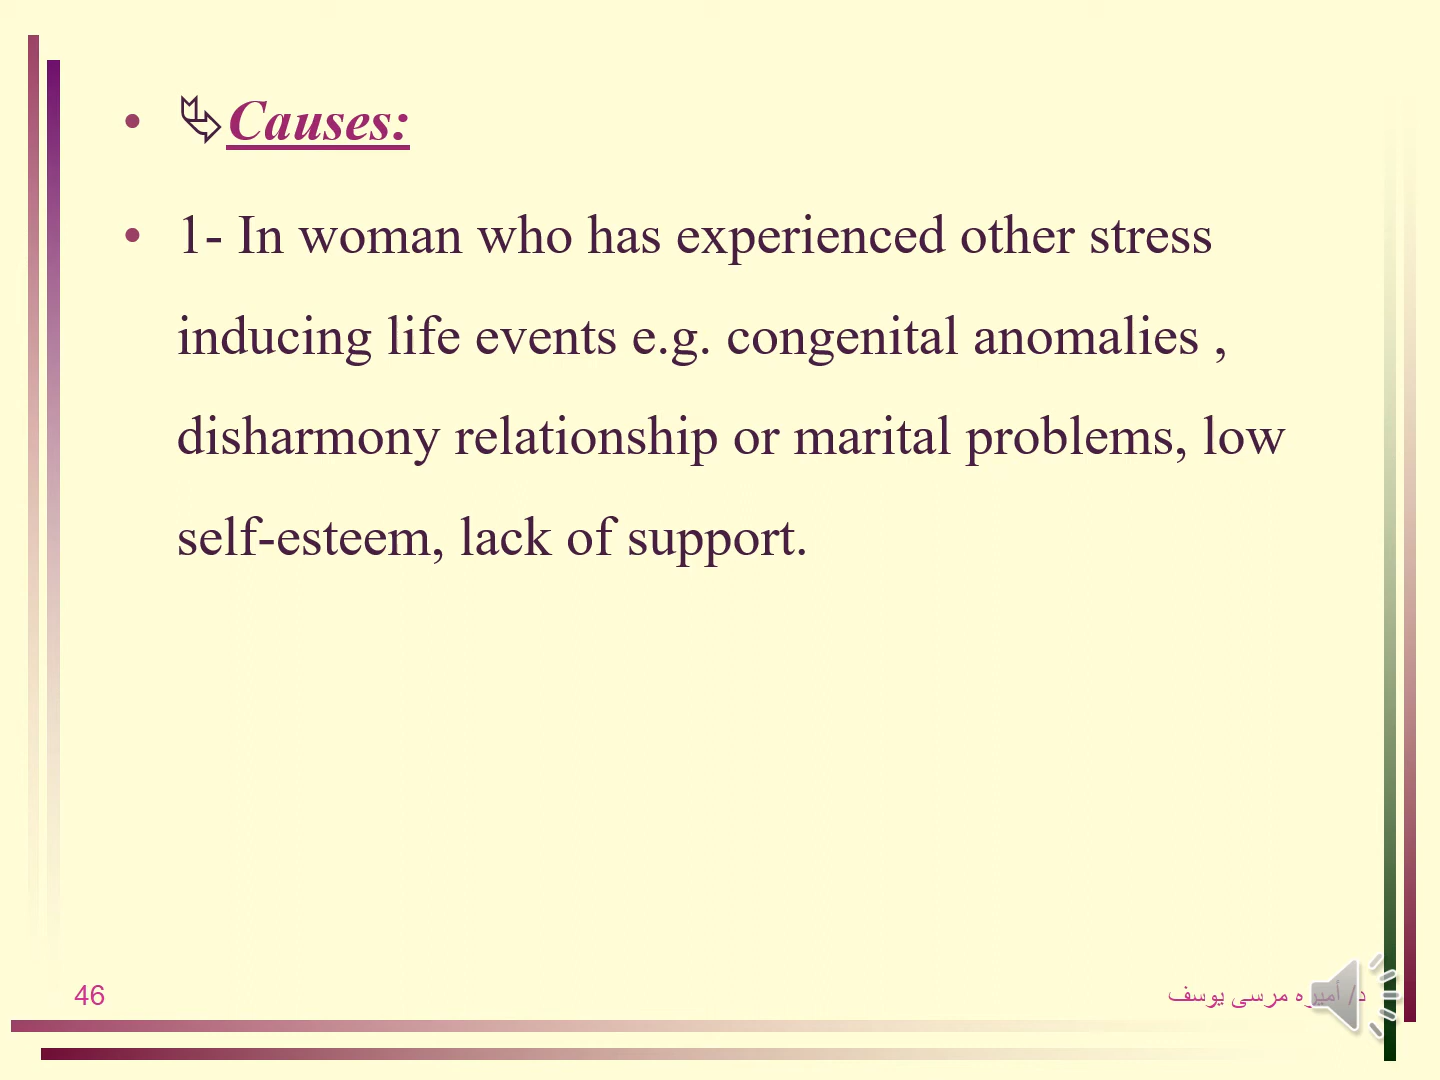 • ⮱Causes:
• 1- In woman who has experienced other stress
inducing life events e.g. congenital anomalies ,
disharmony relationship or marital problems, low
self-esteem, lack of support.
46
د/ أميره مرسى يوسف